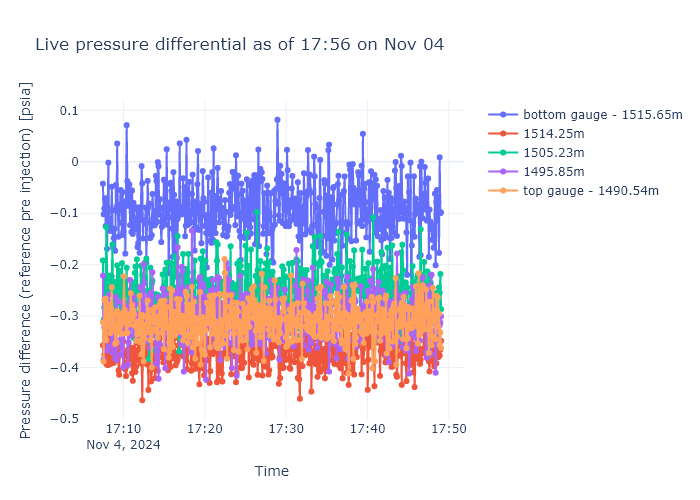 Live pressure differential as of 17:56 on Nov 04
Pressure difference (reference pre injection) [psia]
0.1
0
−0.1
−0.2
−0.3
−0.4
−0.5
17:10
Nov 4, 2024
17:20
17:30
17:40
17:50
Time
bottom gauge - 1515.65m
1514.25m
1505.23m
1495.85m
top gauge - 1490.54m